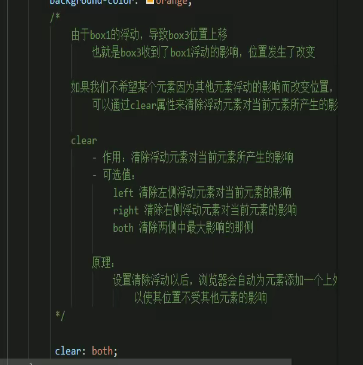 background-color: orange;
/*
由于box1的浮动，导致box3位置上移
也就是box3收到了box1浮动的影响，位置发生了改变
如果我们不希望某个元素因为其他元素浮动的影响而改变位置，
可以通过clear属性来清除浮动元素对当前元素所产生的影
clear
- 作用：清除浮动元素对当前元素所产生的影响
- 可选值：
left 清除左侧浮动元素对当前元素的影响
right 清除右侧浮动元素对当前元素的影响
both 清除两侧中最大影响的那侧
原理：
设置清除浮动以后，浏览器会自动为元素添加一个上外
以使其位置不受其他元素的影响
*/
clear: both;